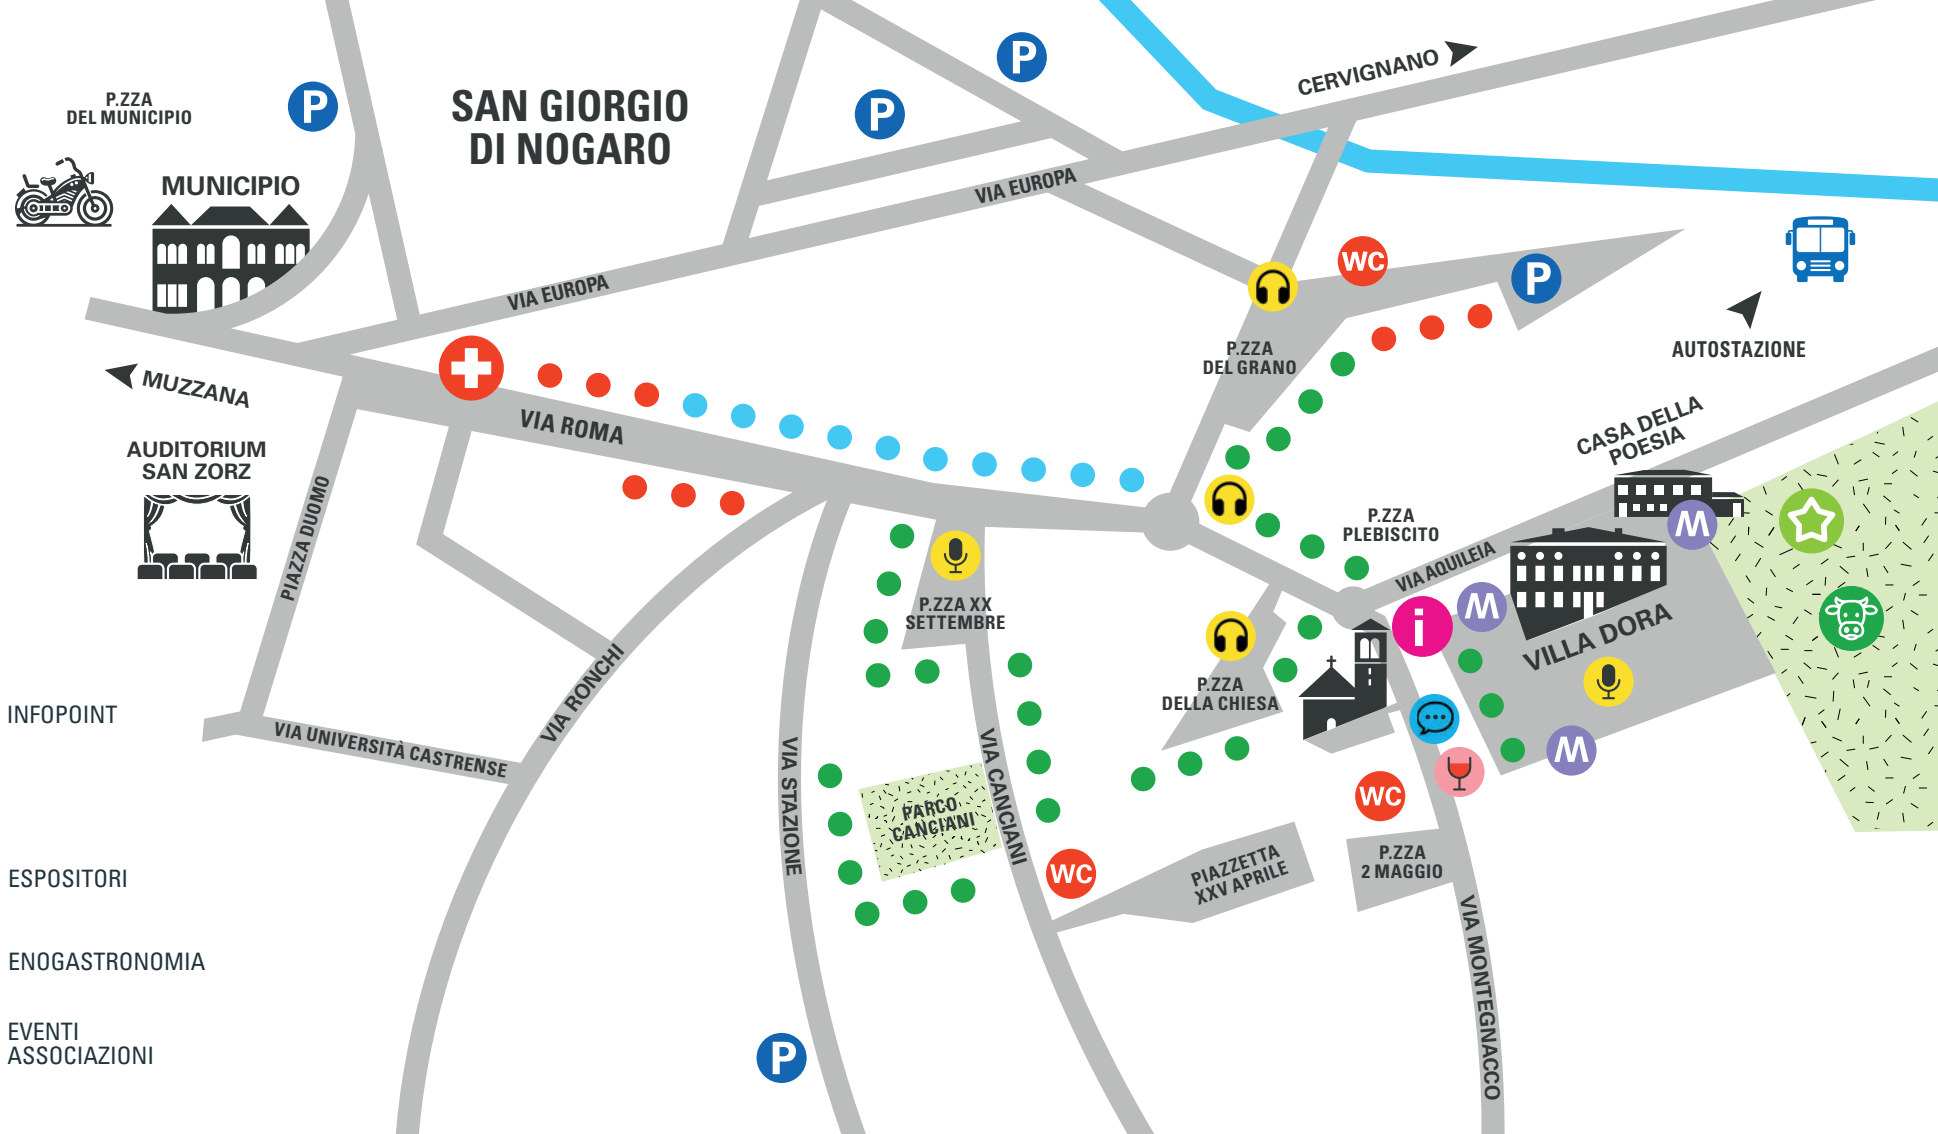 P.ZZA
DEL MUNICIPIO
P
SAN GIORGIO
DI NOGARO
P
P
CERVIGNANO
MUNICIPIO
VIA EUROPA
VIA EUROPA
WC
P
P.ZZA
DEL GRANO
AUTOSTAZIONE
MUZZANA
VIA ROMA
AUDITORIUM
SAN ZORZ
PIAZZA DUOMO
CASA DELLA
POESIA
M
P.ZZA
PLEBISCITO
VIA AQUILEIA
M
i
VILLA DORA
P.ZZA XX
SETTEMBRE
P.ZZA
DELLA CHIESA
M
INFOPOINT
VIA UNIVERSITÀ CASTRENSE
VIA RONCHI
VIA STAZIONE
VIA CANCIANI
PARCO
CANCIANI
WC
WC
PIAZZETTA
XXV APRILE
P.ZZA
2 MAGGIO
VIA MONTEGNACCO
ESPOSITORI
ENOGASTRONOMIA
EVENTI
ASSOCIAZIONI
P